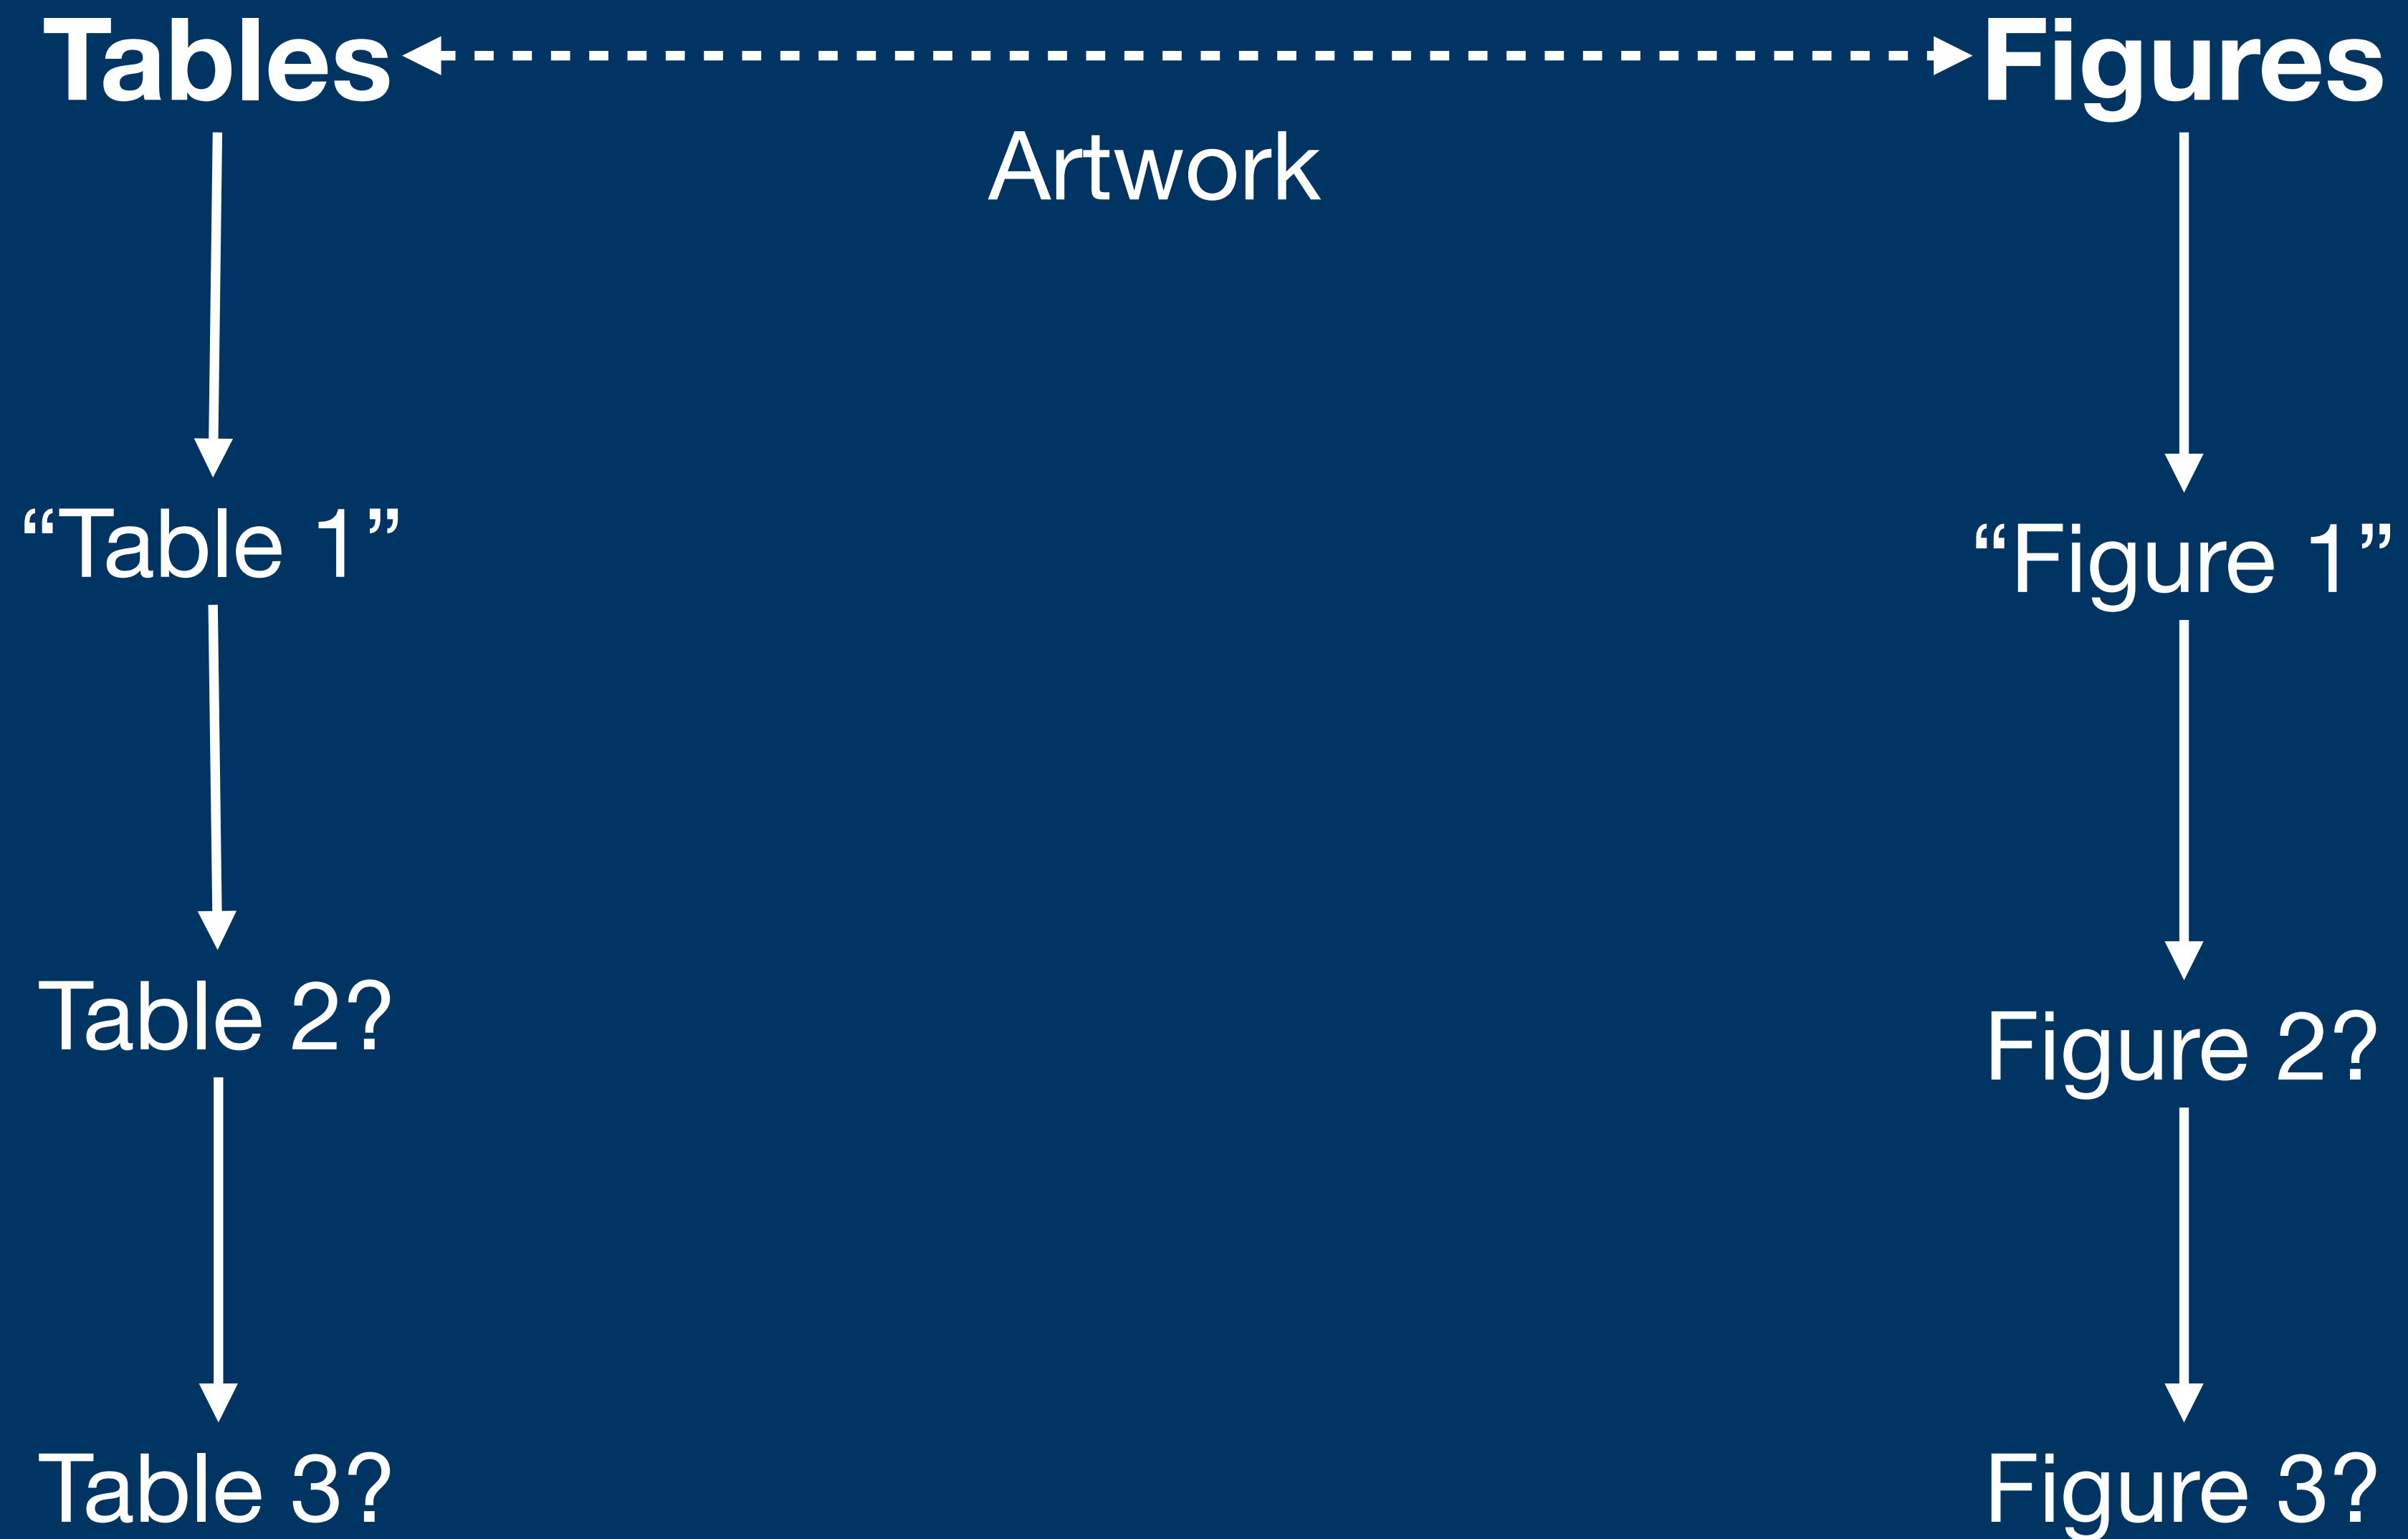 Tables
Figures
Artwork
“Table 1”
“Figure 1”
Table 2?
Figure 2?
Table 3?
Figure 3?